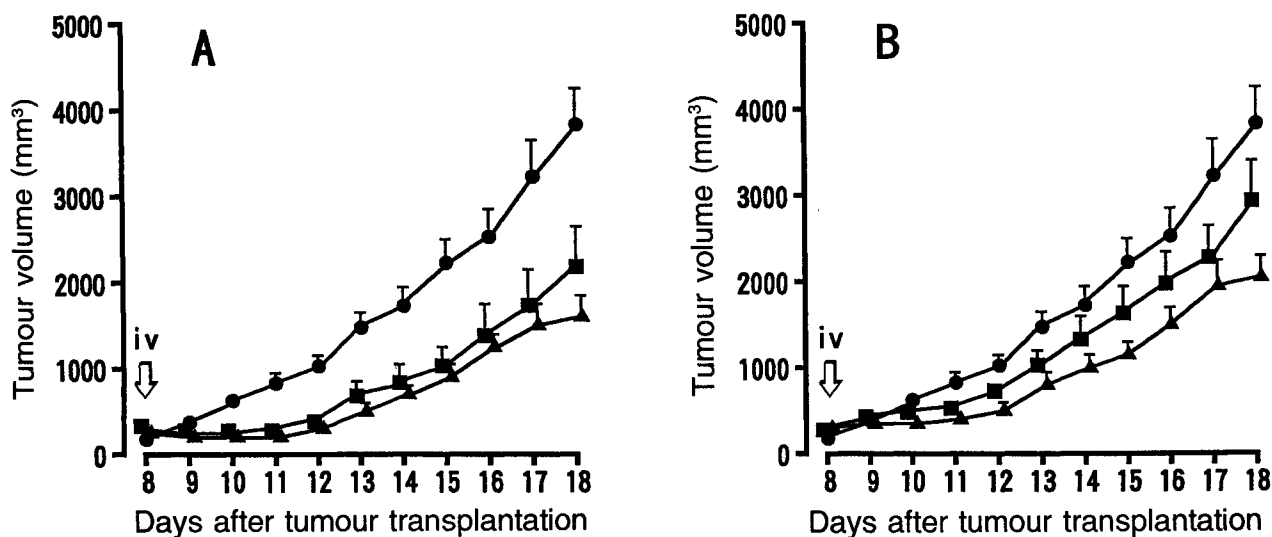 A
5000
4000
3000
2000
1000
0
Tumour volume (mm³)
iv
8 9 10 11 12 13 14 15 16 17 18
Days after tumour transplantation
B
5000
4000
3000
2000
1000
0
Tumour volume (mm³)
iv
8 9 10 11 12 13 14 15 16 17 18
Days after tumour transplantation